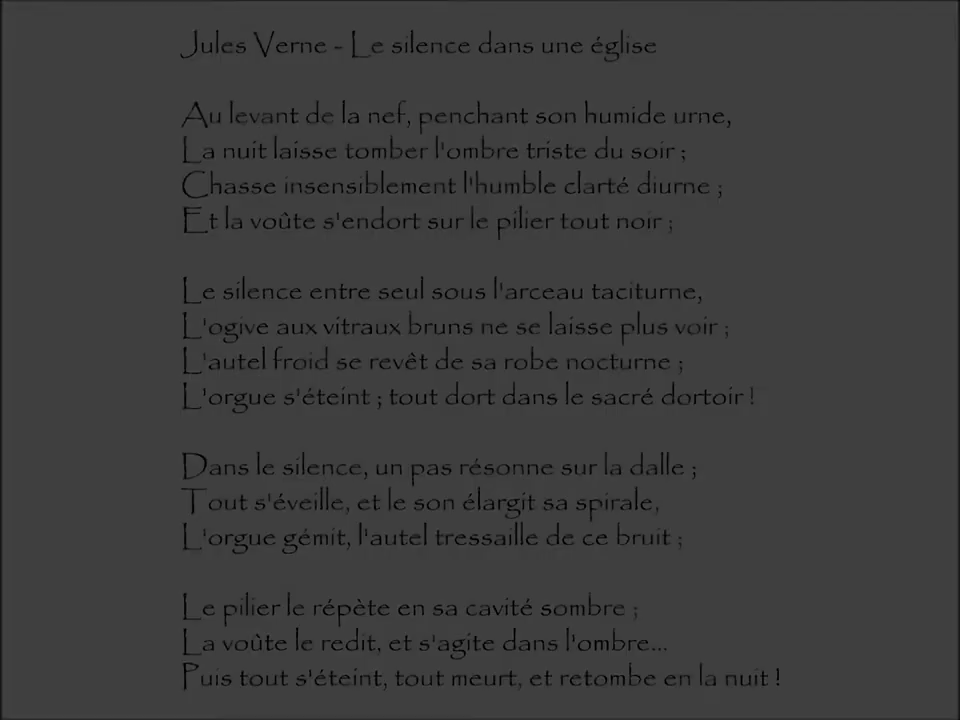 Jules Verne - Le silence dans une église
Au levant de la nef, penchant son humide urne,
La nuit laisse tomber l'ombre triste du soir ;
Chasse insensiblement l'humble clarté diurne ;
Et la voûte s'endort sur le pilier tout noir ;
Le silence entre seul sous l'arceau taciturne,
L'ogive aux vitraux bruns ne se laisse plus voir ;
L'autel froid se revêt de sa robe nocturne ;
L'orgue s'éteint ; tout dort dans le sacré dortoir !
Dans le silence, un pas résonne sur la dalle ;
Tout s'éveille, et le son élargit sa spirale,
L'orgue gémit, l'autel tressaille de ce bruit ;
Le pilier le répète en sa cavité sombre ;
La voûte le redit, et s'agite dans l'ombre...
Puis tout s'éteint, tout meurt, et retombe en la nuit !